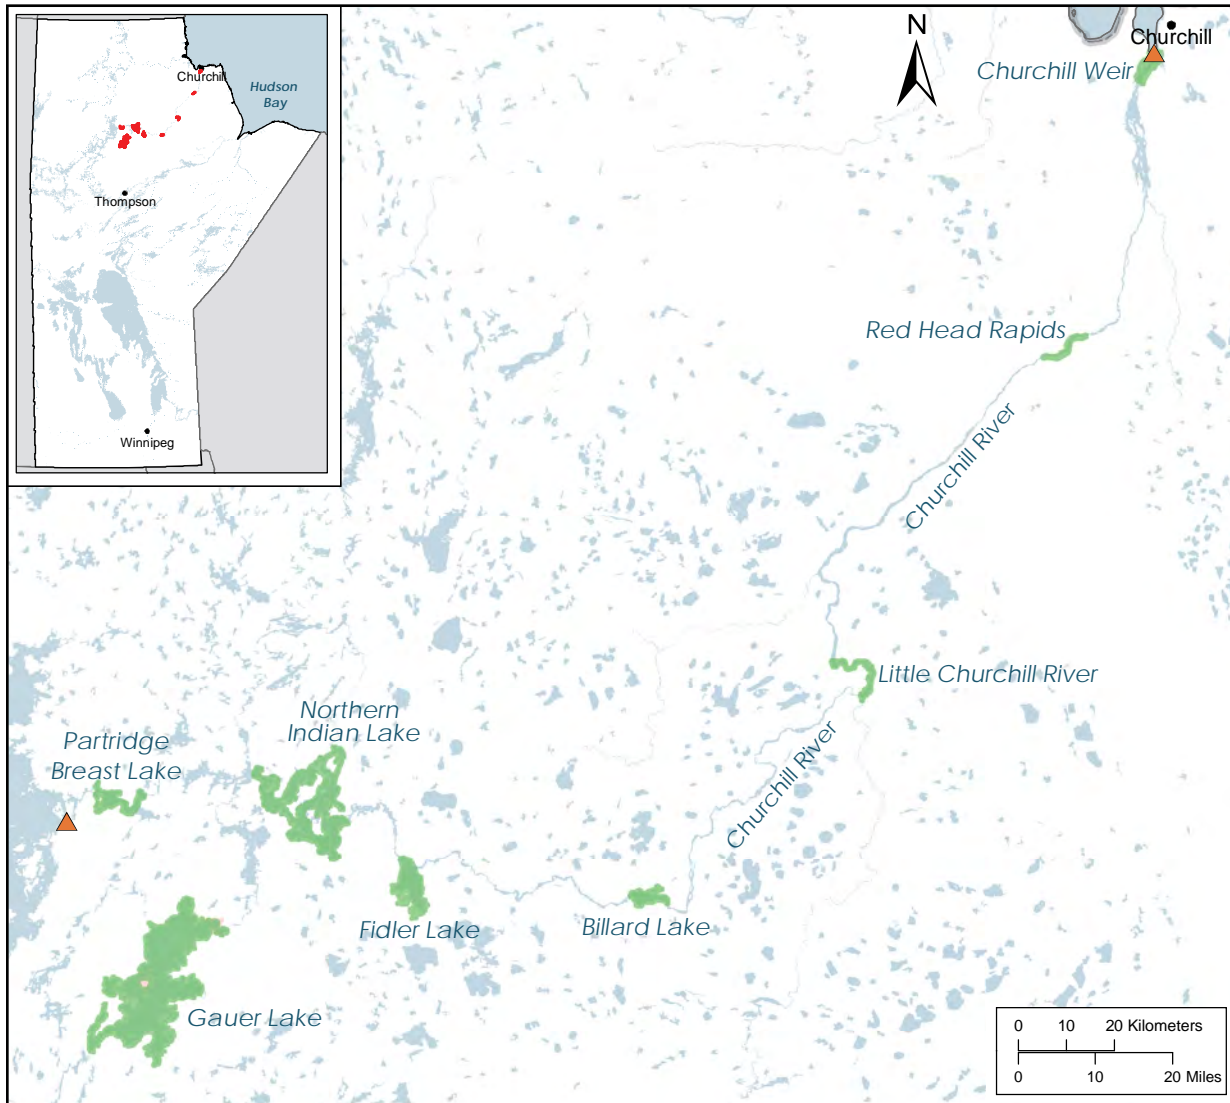 Churchill
Hudson
Bay
Thompson
Winnipeg
N
Churchill
Churchill Weir
Red Head Rapids
Churchill River
Little Churchill River
Churchill River
Northern
Indian Lake
Partridge
Breast Lake
Fidler Lake
Billard Lake
Gauer Lake
0 10 20 Kilometers
0 10 20 Miles